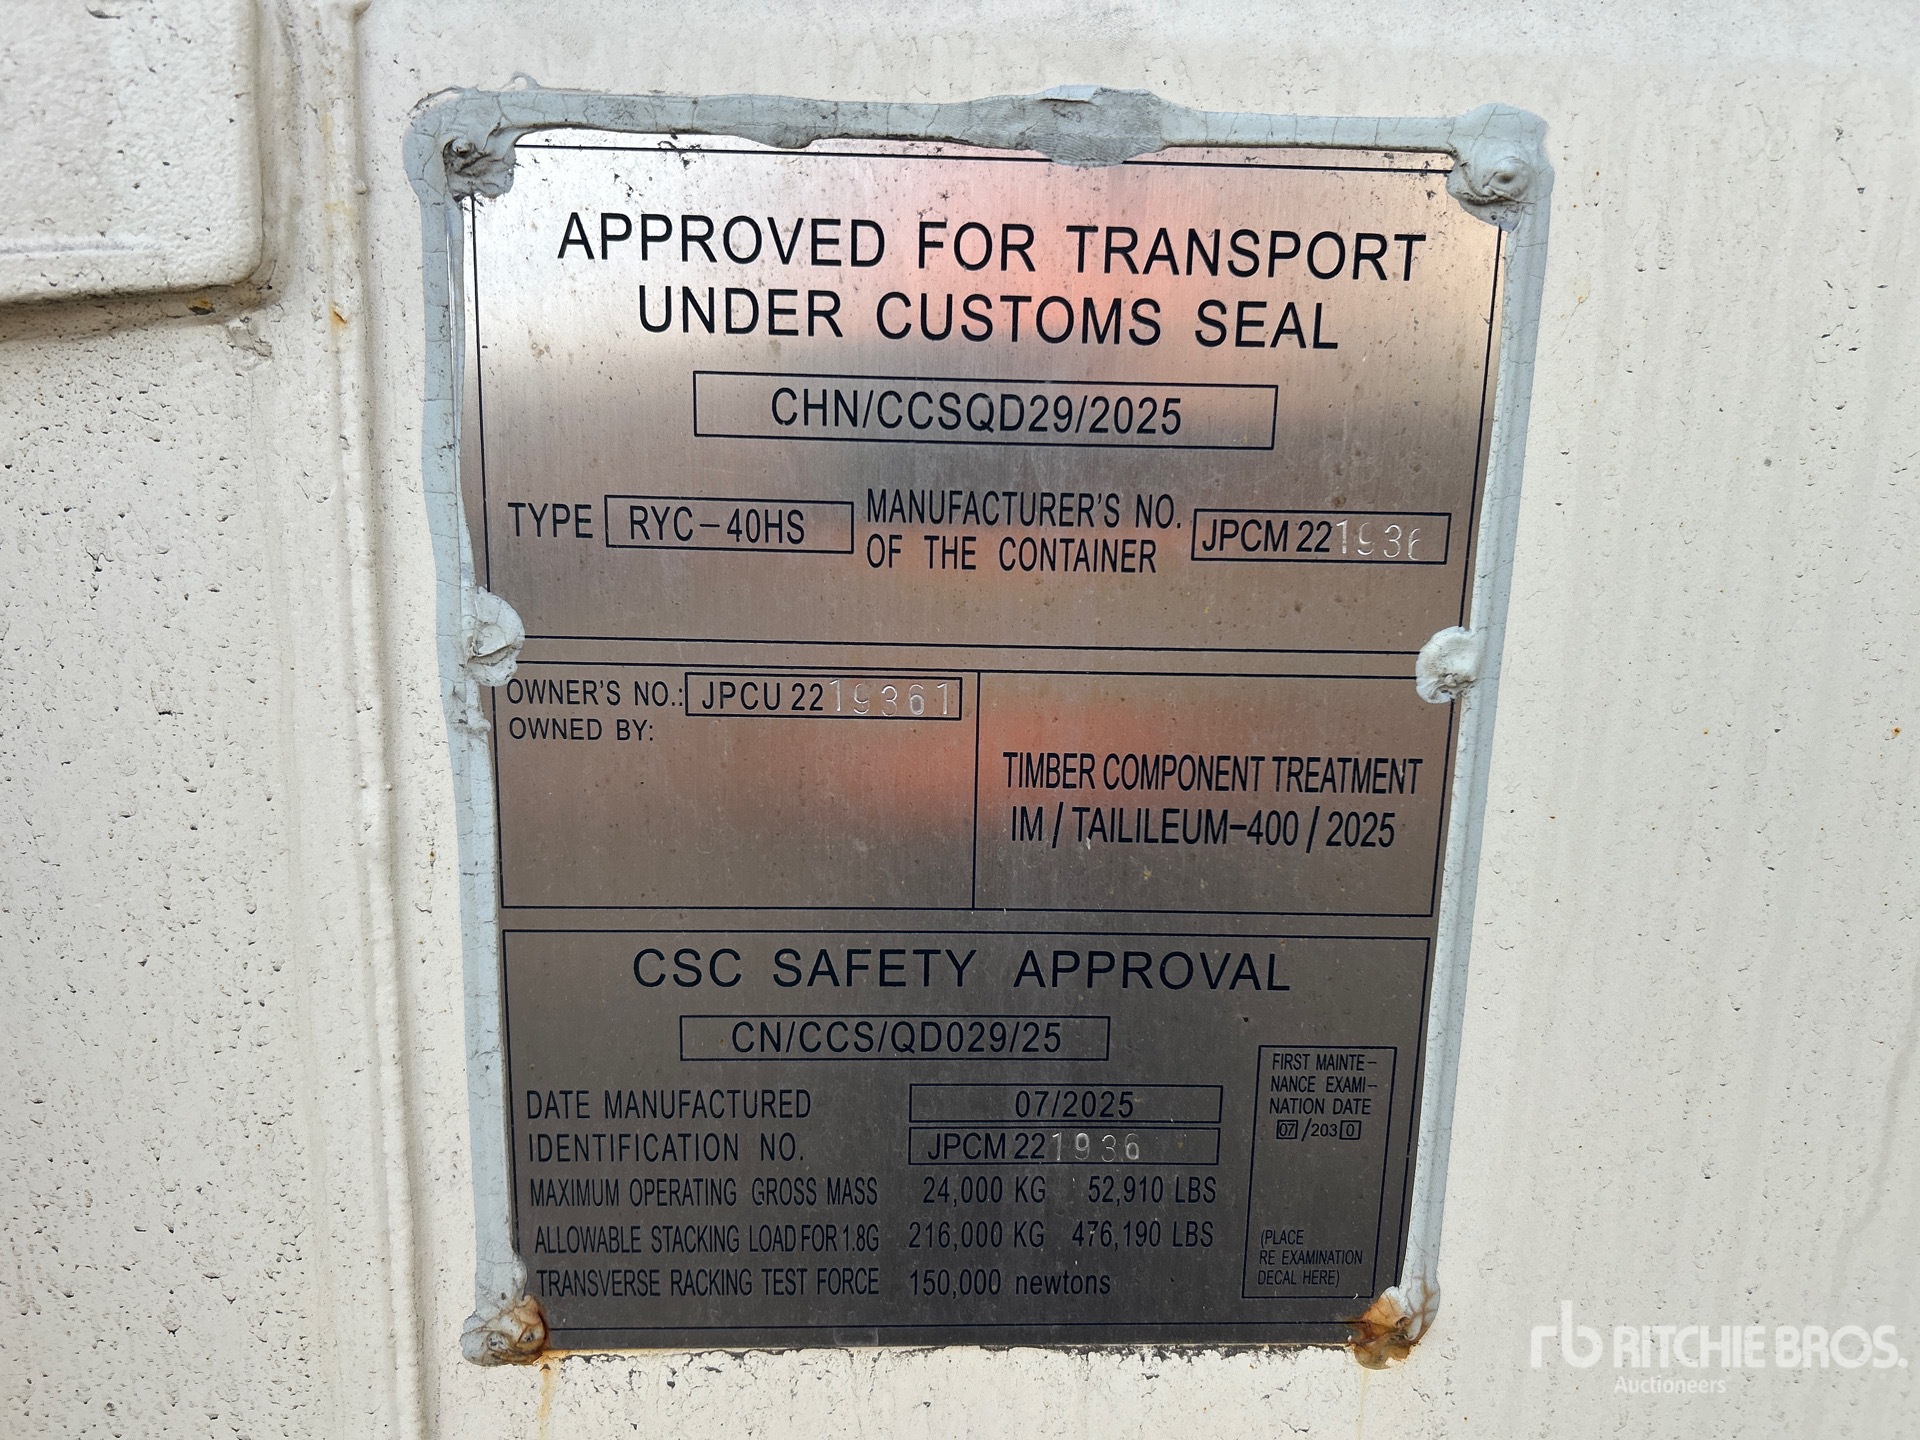 APPROVED FOR TRANSPORT
UNDER CUSTOMS SEAL
CHN/CCSQD29/2025
TYPE RYC-40HS MANUFACTURER'S NO. OF THE CONTAINER JPCM 221936
OWNER'S NO.: JPCU 2219361
OWNED BY:
TIMBER COMPONENT TREATMENT
IM / TAILILEUM-400 / 2025
CSC SAFETY APPROVAL
CN/CCS/QD029/25
DATE MANUFACTURED 07/2025
IDENTIFICATION NO. JPCM 221936
MAXIMUM OPERATING GROSS MASS 24,000 KG 52,910 LBS
ALLOWABLE STACKING LOAD FOR 1.8G 216,000 KG 476,190 LBS
TRANSVERSE RACKING TEST FORCE 150,000 newtons
FIRST MAINTE-
NANCE EXAMI-
NATION DATE
07/2030
(PLACE
RE EXAMINATION
DECAL HERE)
rb RITCHIE BROS.
Auctioneers